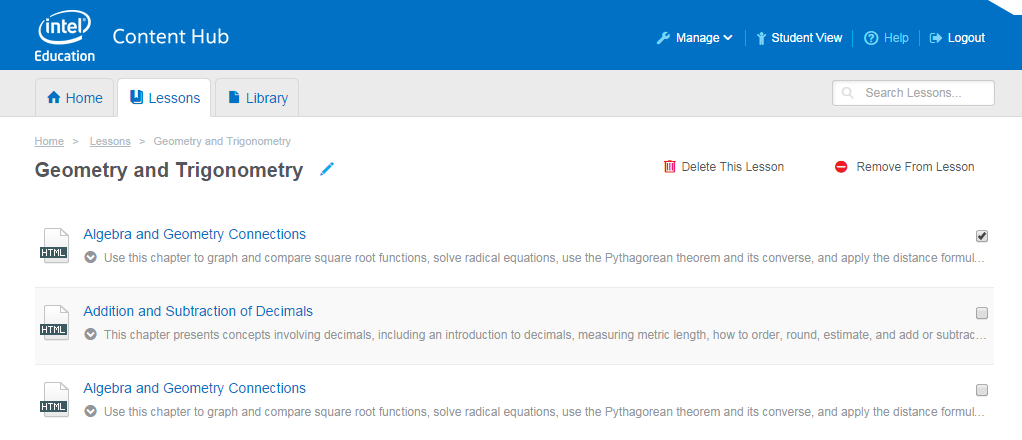 intel Education
Content Hub
Manage
Student View
Help
Logout
Home
Lessons
Library
Search Lessons...
Home > Lessons > Geometry and Trigonometry
Geometry and Trigonometry
Delete This Lesson
Remove From Lesson
HTML
Algebra and Geometry Connections
Use this chapter to graph and compare square root functions, solve radical equations, use the Pythagorean theorem and its converse, and apply the distance formul...
HTML
Addition and Subtraction of Decimals
This chapter presents concepts involving decimals, including an introduction to decimals, measuring metric length, how to order, round, estimate, and add or subtrac...
HTML
Algebra and Geometry Connections
Use this chapter to graph and compare square root functions, solve radical equations, use the Pythagorean theorem and its converse, and apply the distance formul...